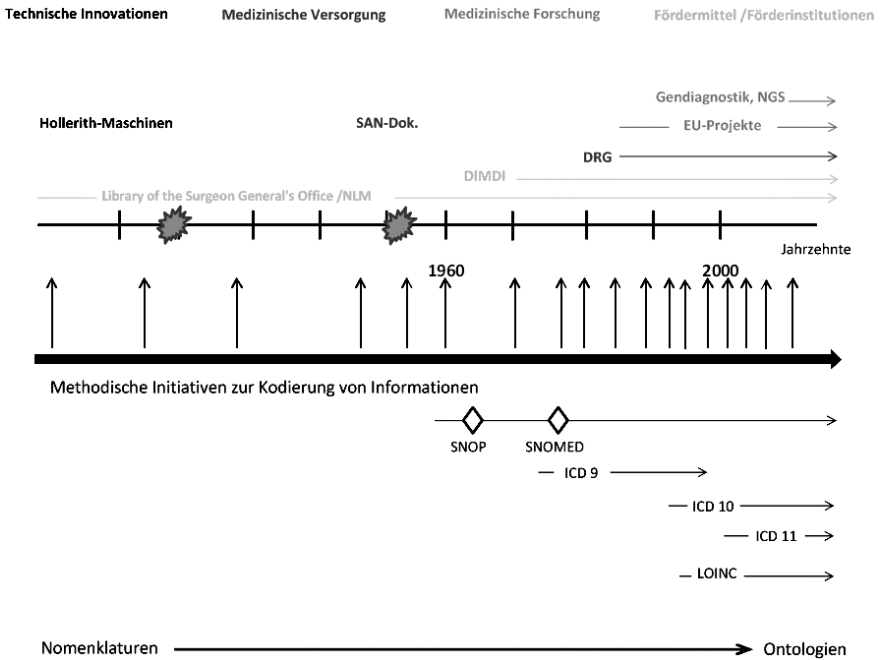 Technische Innovationen Medizinische Versorgung Medizinische Forschung Fördermittel /Förderinstitutionen
Gendiagnostik, NGS
Hollerith-Maschinen SAN-Dok. EU-Projekte
DRG
DIMDI
Library of the Surgeon General's Office /NLM
Jahrzehnte
1960 2000
Methodische Initiativen zur Kodierung von Informationen
SNOP SNOMED
ICD 9
ICD 10
ICD 11
LOINC
Nomenklaturen Ontologien